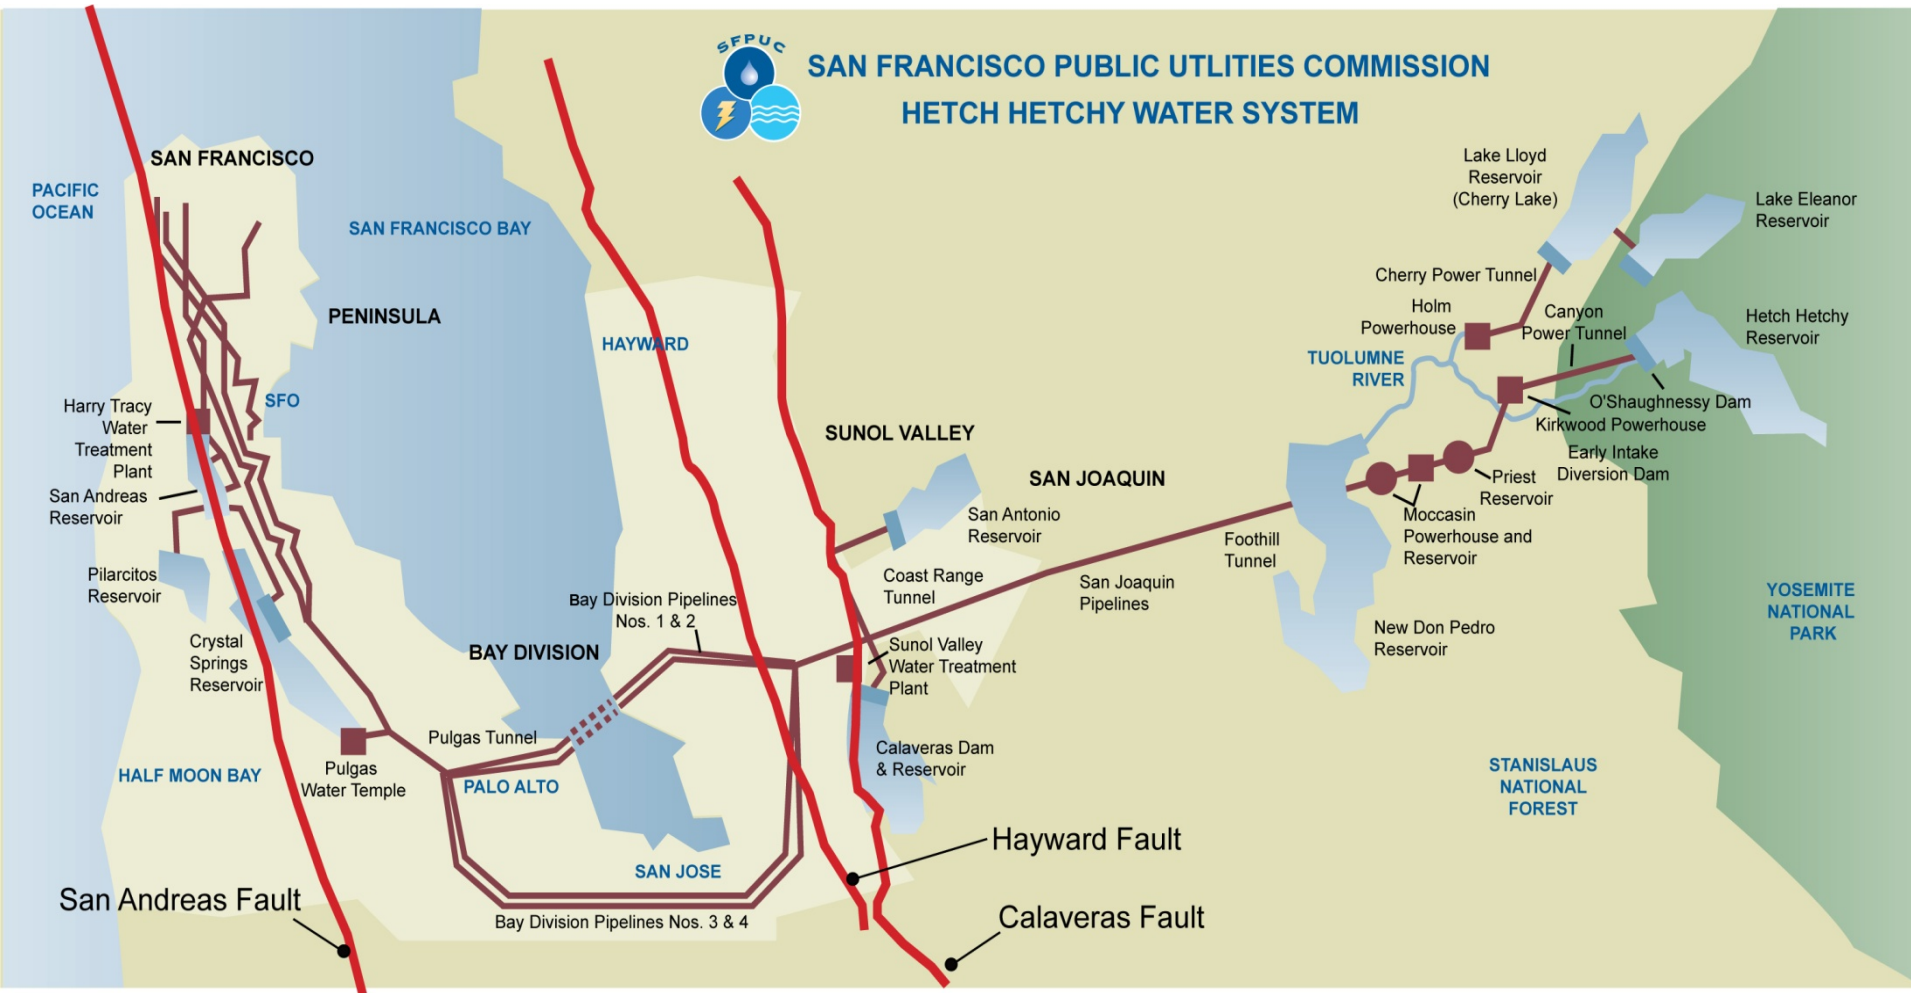 SFPUC
SAN FRANCISCO PUBLIC UTLITIES COMMISSION
HETCH HETCHY WATER SYSTEM
SAN FRANCISCO
PACIFIC
OCEAN
SAN FRANCISCO BAY
PENINSULA
HAYWARD
SFO
Harry Tracy
Water
Treatment
Plant
San Andreas
Reservoir
Pilarcitos
Reservoir
Crystal
Springs
Reservoir
HALF MOON BAY
Pulgas
Water Temple
San Andreas Fault
BAY DIVISION
Bay Division Pipelines
Nos. 1 & 2
Pulgas Tunnel
PALO ALTO
SAN JOSE
Bay Division Pipelines Nos. 3 & 4
SUNOL VALLEY
San Antonio
Reservoir
Coast Range
Tunnel
Sunol Valley
Water Treatment
Plant
Calaveras Dam
& Reservoir
Hayward Fault
Calaveras Fault
SAN JOAQUIN
San Joaquin
Pipelines
Foothill
Tunnel
New Don Pedro
Reservoir
Moccasin
Powerhouse and
Reservoir
Priest
Reservoir
Early Intake
Diversion Dam
Kirkwood Powerhouse
O'Shaughnessy Dam
Canyon
Power Tunnel
TUOLUMNE
RIVER
Holm
Powerhouse
Cherry Power Tunnel
Lake Lloyd
Reservoir
(Cherry Lake)
Lake Eleanor
Reservoir
Hetch Hetchy
Reservoir
YOSEMITE
NATIONAL
PARK
STANISLAUS
NATIONAL
FOREST